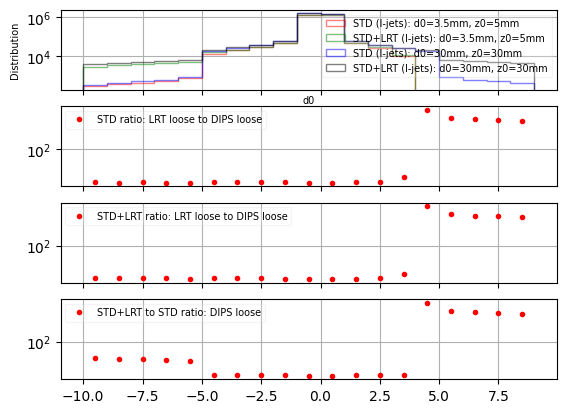 Distribution
10^4
STD (l-jets): d0=3.5mm, z0=5mm
STD+LRT (l-jets): d0=3.5mm, z0=5mm
STD (l-jets): d0=30mm, z0=30mm
STD+LRT (l-jets): d0=30mm, z0=30mm
d0
10^2
STD ratio: LRT loose to DIPS loose
10^2
STD+LRT ratio: LRT loose to DIPS loose
10^2
STD+LRT to STD ratio: DIPS loose
−10.0 −7.5 −5.0 −2.5 0.0 2.5 5.0 7.5